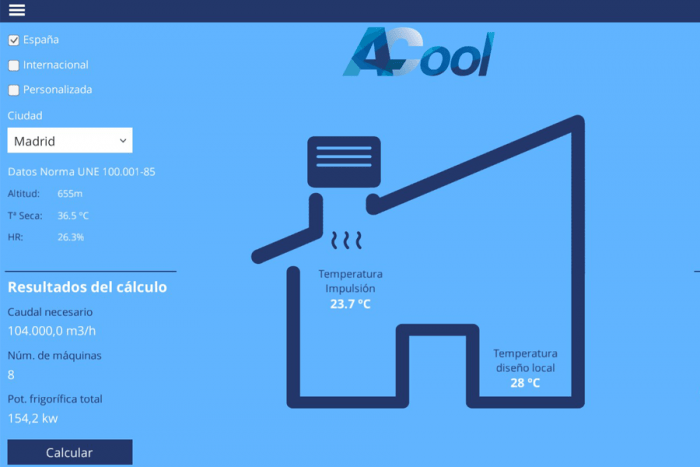 España
Internacional
Personalizada
Ciudad
Madrid
Datos Norma UNE 100.001-85
Altitud: 655m
Tª Seca: 36.5 ºC
HR: 26.3%
Resultados del cálculo
Caudal necesario
104.000,0 m3/h
Núm. de máquinas
8
Pot. frigorífica total
154,2 kw
Calcular
ACool
Temperatura
Impulsión
23.7 ºC
Temperatura
diseño local
28 ºC